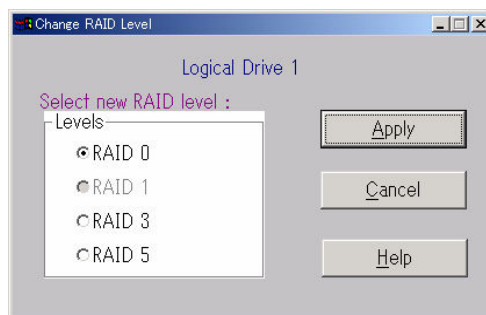 Change RAID Level
Logical Drive 1
Select new RAID level :
Levels
RAID 0
RAID 1
RAID 3
RAID 5
Apply
Cancel
Help